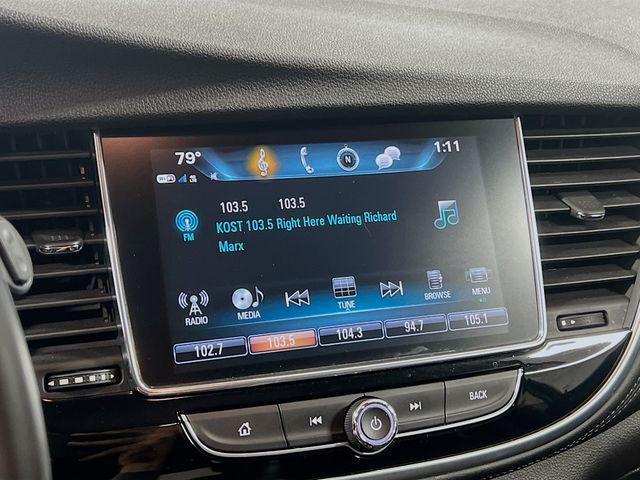 79°
N
1:11
103.5 103.5
FM
KOST 103.5 Right Here Waiting Richard
Marx
RADIO
MEDIA
TUNE
BROWSE
MENU
102.7
103.5
104.3
94.7
105.1
BACK